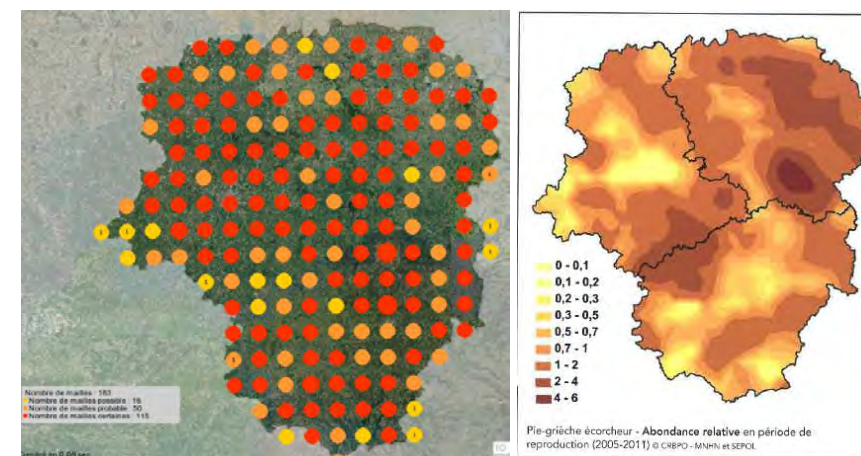 Nombre de mailles : 183
Nombre de mailles possible : 16
Nombre de mailles probable : 50
Nombre de mailles certaines : 115
0 - 0,1
0,1 - 0,2
0,2 - 0,3
0,3 - 0,5
0,5 - 0,7
0,7 - 1
1 - 2
2 - 4
4 - 6
Pie-grièche écorcheur - Abondance relative en période de
reproduction (2005-2011) © CRBPO - MNHN et SEPOL